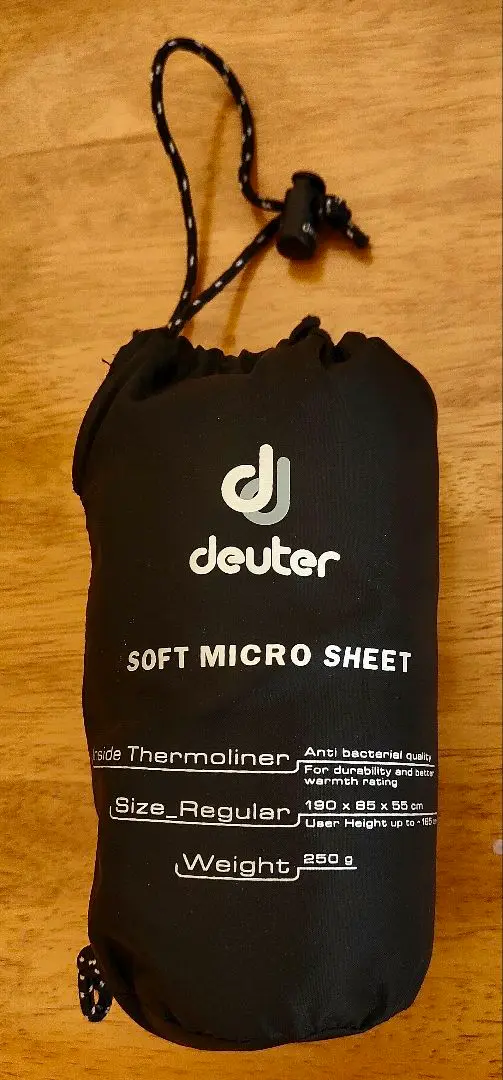 deuter
SOFT MICRO SHEET
Thermoliner Anti bacterial quality
For durability and better
warmth rating
Size_Regular 190 x 85 x 55 cm
User Height up to
Weight 250 g